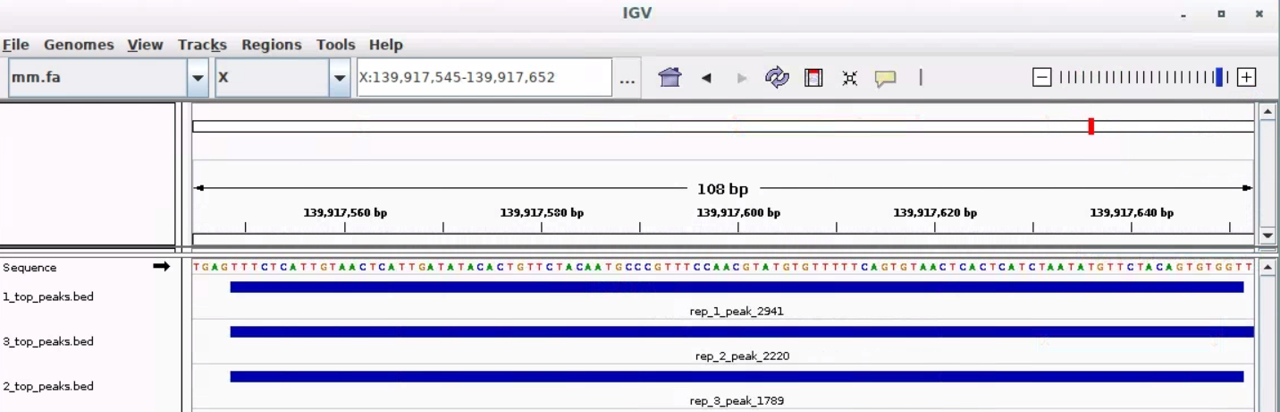 IGV
File Genomes View Tracks Regions Tools Help
mm.fa X X:139,917,545-139,917,652 ...
108 bp
139,917,560 bp 139,917,580 bp 139,917,600 bp 139,917,620 bp 139,917,640 bp
Sequence TGAGTTTCTCATTGTAACTCATTGATATACACTGTTCTACAATGCCCGTTTCCAACGTATGTGTTTTTCAGTGTAACTCACTCATCTAATATGTTCTACAGTGTGGTT
1_top_peaks.bed
rep_1_peak_2941
3_top_peaks.bed
rep_2_peak_2220
2_top_peaks.bed
rep_3_peak_1789